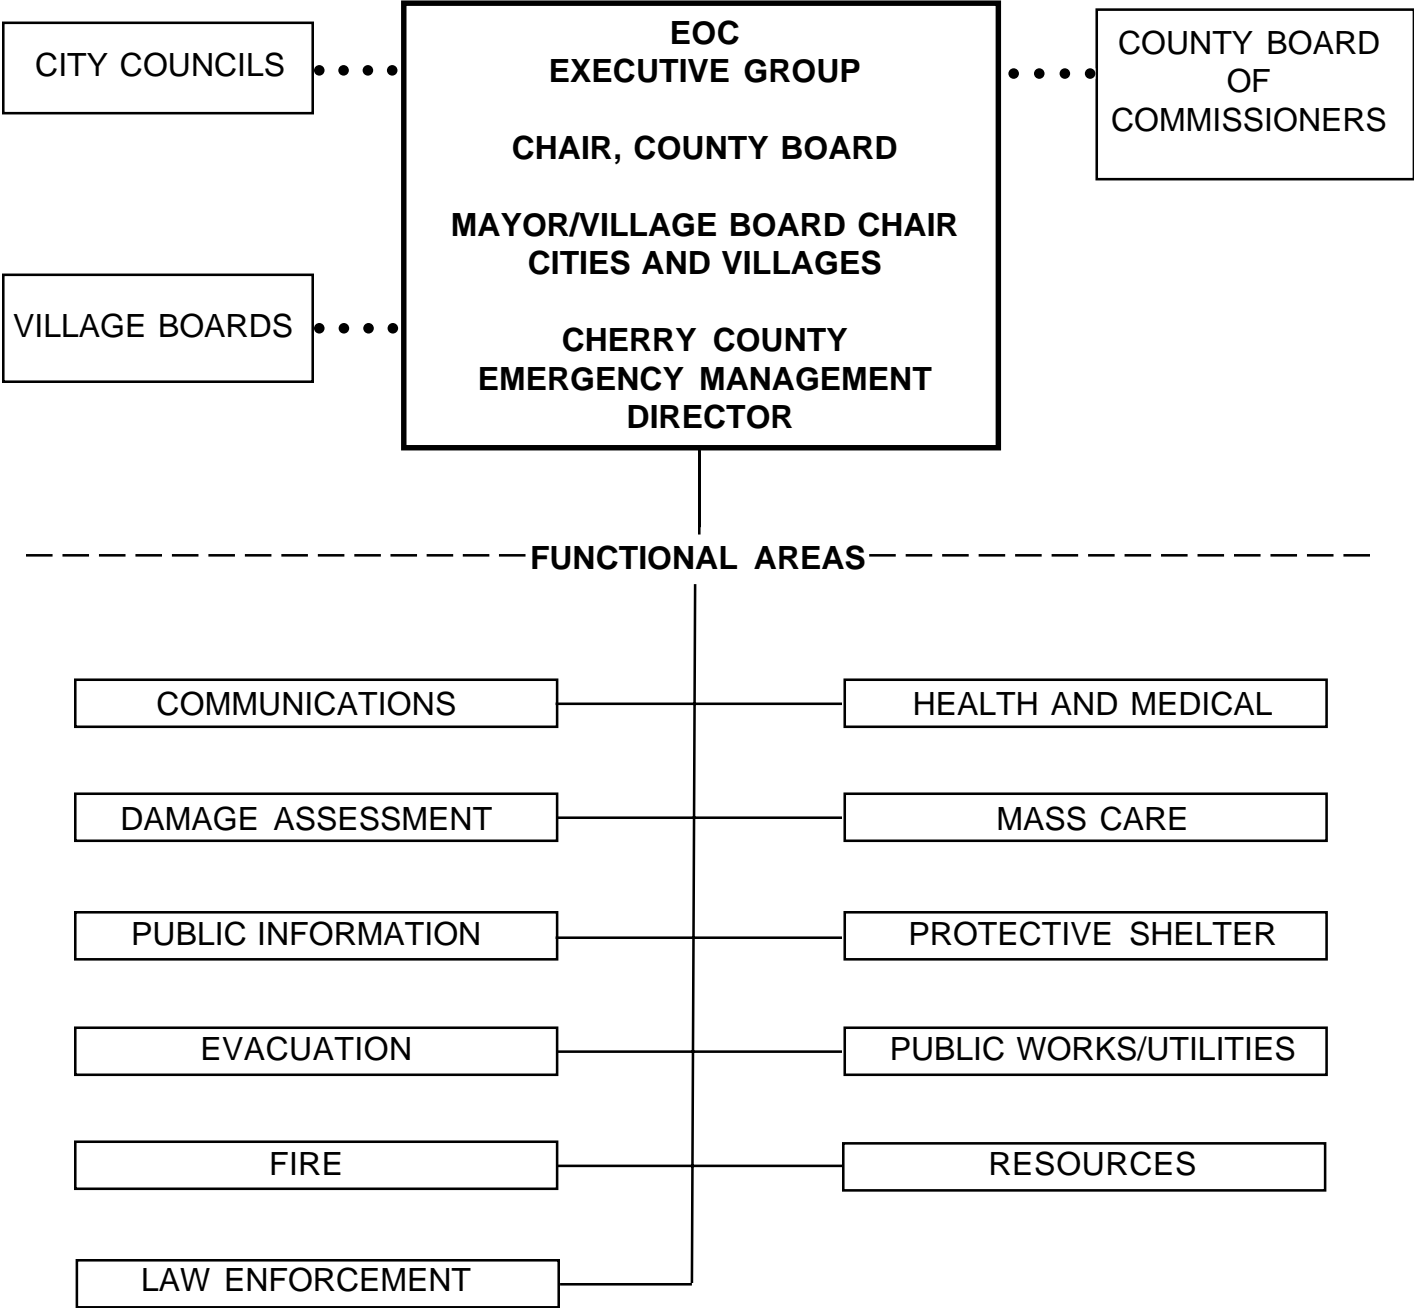 CITY COUNCILS
EOC
EXECUTIVE GROUP
CHAIR, COUNTY BOARD
MAYOR/VILLAGE BOARD CHAIR
CITIES AND VILLAGES
CHERRY COUNTY
EMERGENCY MANAGEMENT
DIRECTOR
COUNTY BOARD
OF
COMMISSIONERS
VILLAGE BOARDS
FUNCTIONAL AREAS
COMMUNICATIONS
HEALTH AND MEDICAL
DAMAGE ASSESSMENT
MASS CARE
PUBLIC INFORMATION
PROTECTIVE SHELTER
EVACUATION
PUBLIC WORKS/UTILITIES
FIRE
RESOURCES
LAW ENFORCEMENT